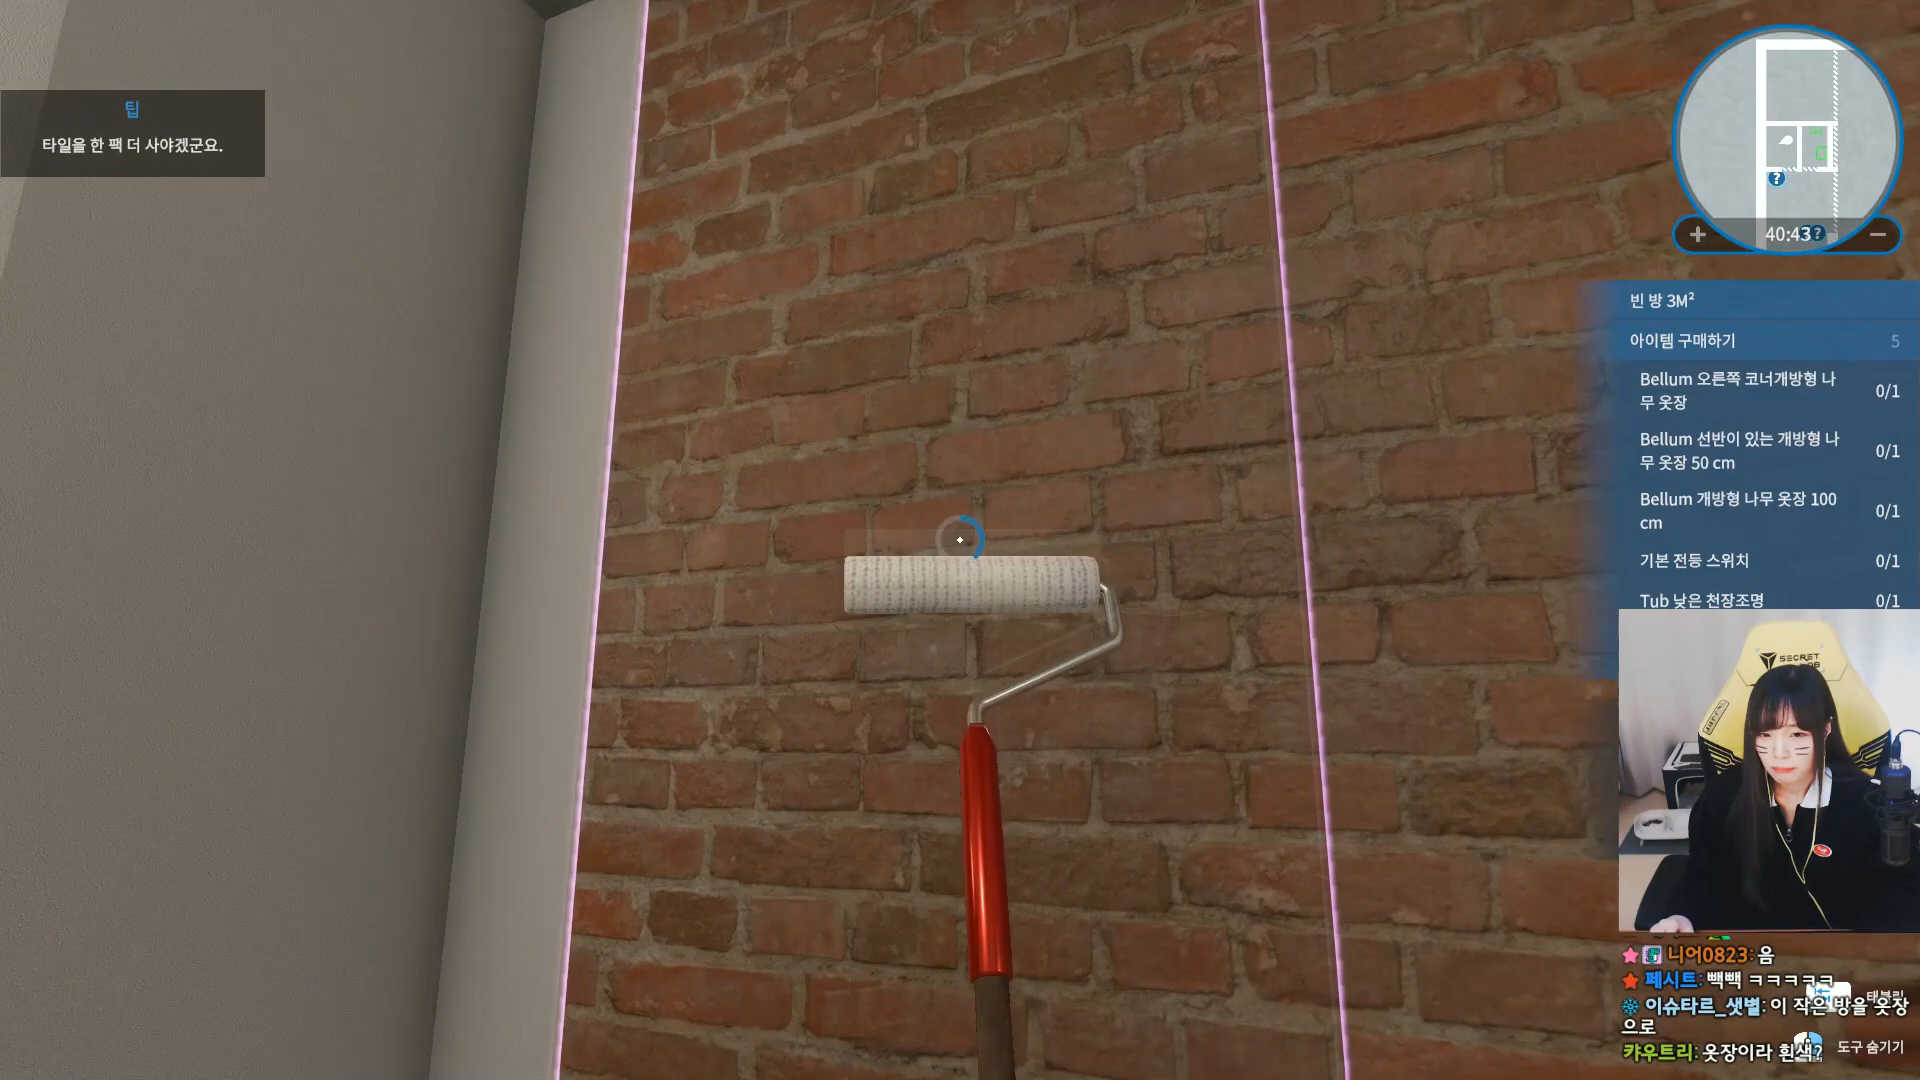 팁
타일을 한 팩 더 사야겠군요.
40:43
?
?
빈 방 3M²
아이템 구매하기 5
Bellum 오른쪽 코너개방형 나
무 옷장 0/1
Bellum 선반이 있는 개방형 나
무 옷장 50 cm 0/1
Bellum 개방형 나무 옷장 100
cm 0/1
기본 전등 스위치 0/1
Tub 낮은 천장조명 0/1
SECRET
니어0823: 음
페시트: 빽빽 ㅋㅋㅋㅋㅋ
태블릿
이슈타르_샛별: 이 작은 방을 옷장
으로
캬우트리: 옷장이라 흰색?
도구 숨기기